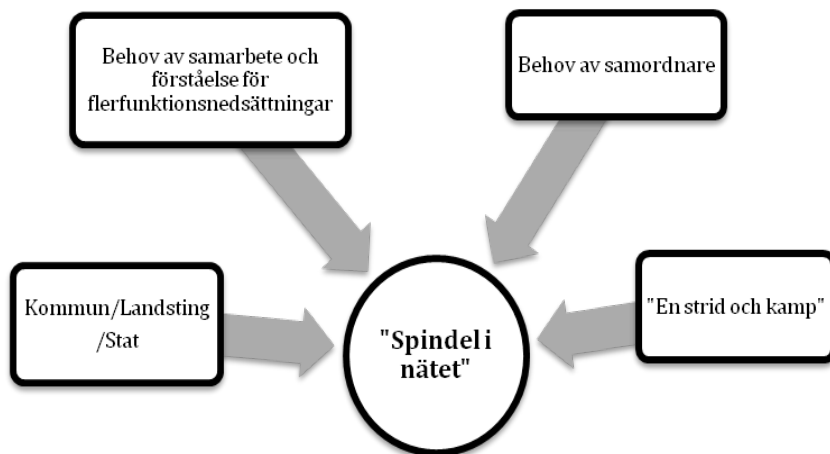 Behov av samarbete och
förståelse för
flerfunktionsnedsättningar
Behov av samordnare
Kommun/Landsting
/Stat
"En strid och kamp"
"Spindel i
nätet"